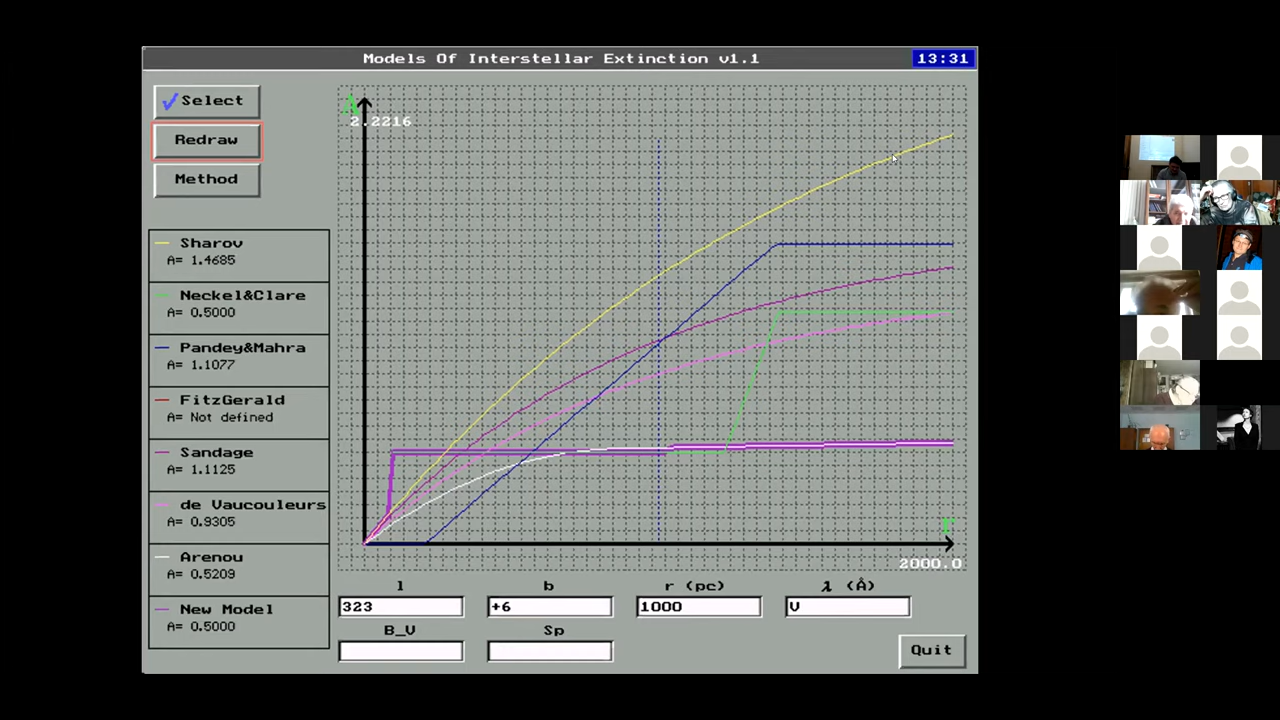 Models Of Interstellar Extinction v1.1
13:31
Select
Redraw
Method
A
2.2216
Sharov
A= 1.4685
Neckel&Clare
A= 0.5000
Pandey&Mahra
A= 1.1077
FitzGerald
A= Not defined
Sandage
A= 1.1125
de Vaucouleurs
A= 0.9305
Arenou
A= 0.5209
New Model
A= 0.5000
r
2000.0
l
b
r (pc)
λ (Å)
323
+6
1000
V
B_V
Sp
Quit